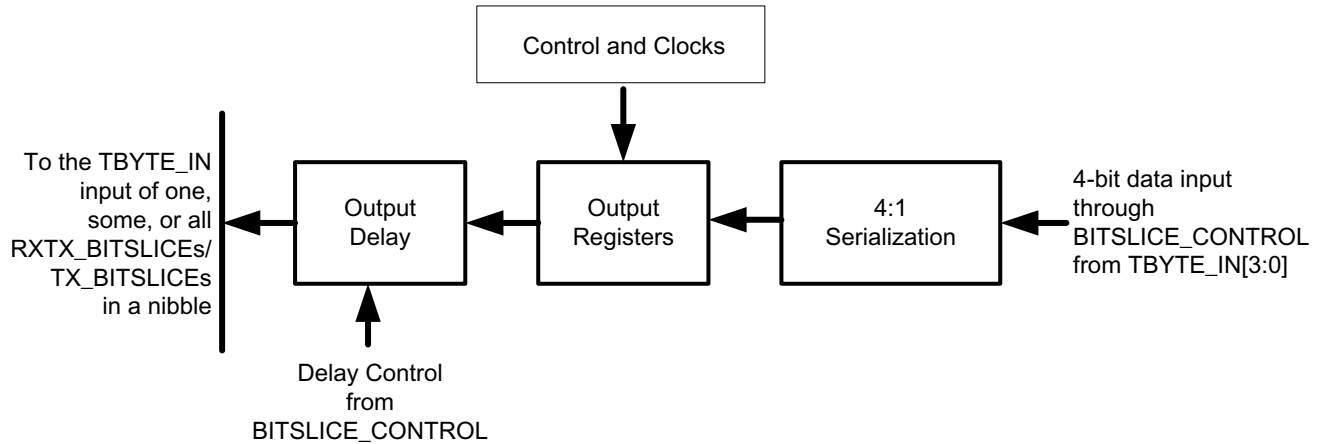 Control and Clocks
To the TBYTE_IN
input of one,
some, or all
RXTX_BITSLICEs/
TX_BITSLICEs
in a nibble
Output
Delay
Output
Registers
4:1
Serialization
4-bit data input
through
BITSLICE_CONTROL
from TBYTE_IN[3:0]
Delay Control
from
BITSLICE_CONTROL